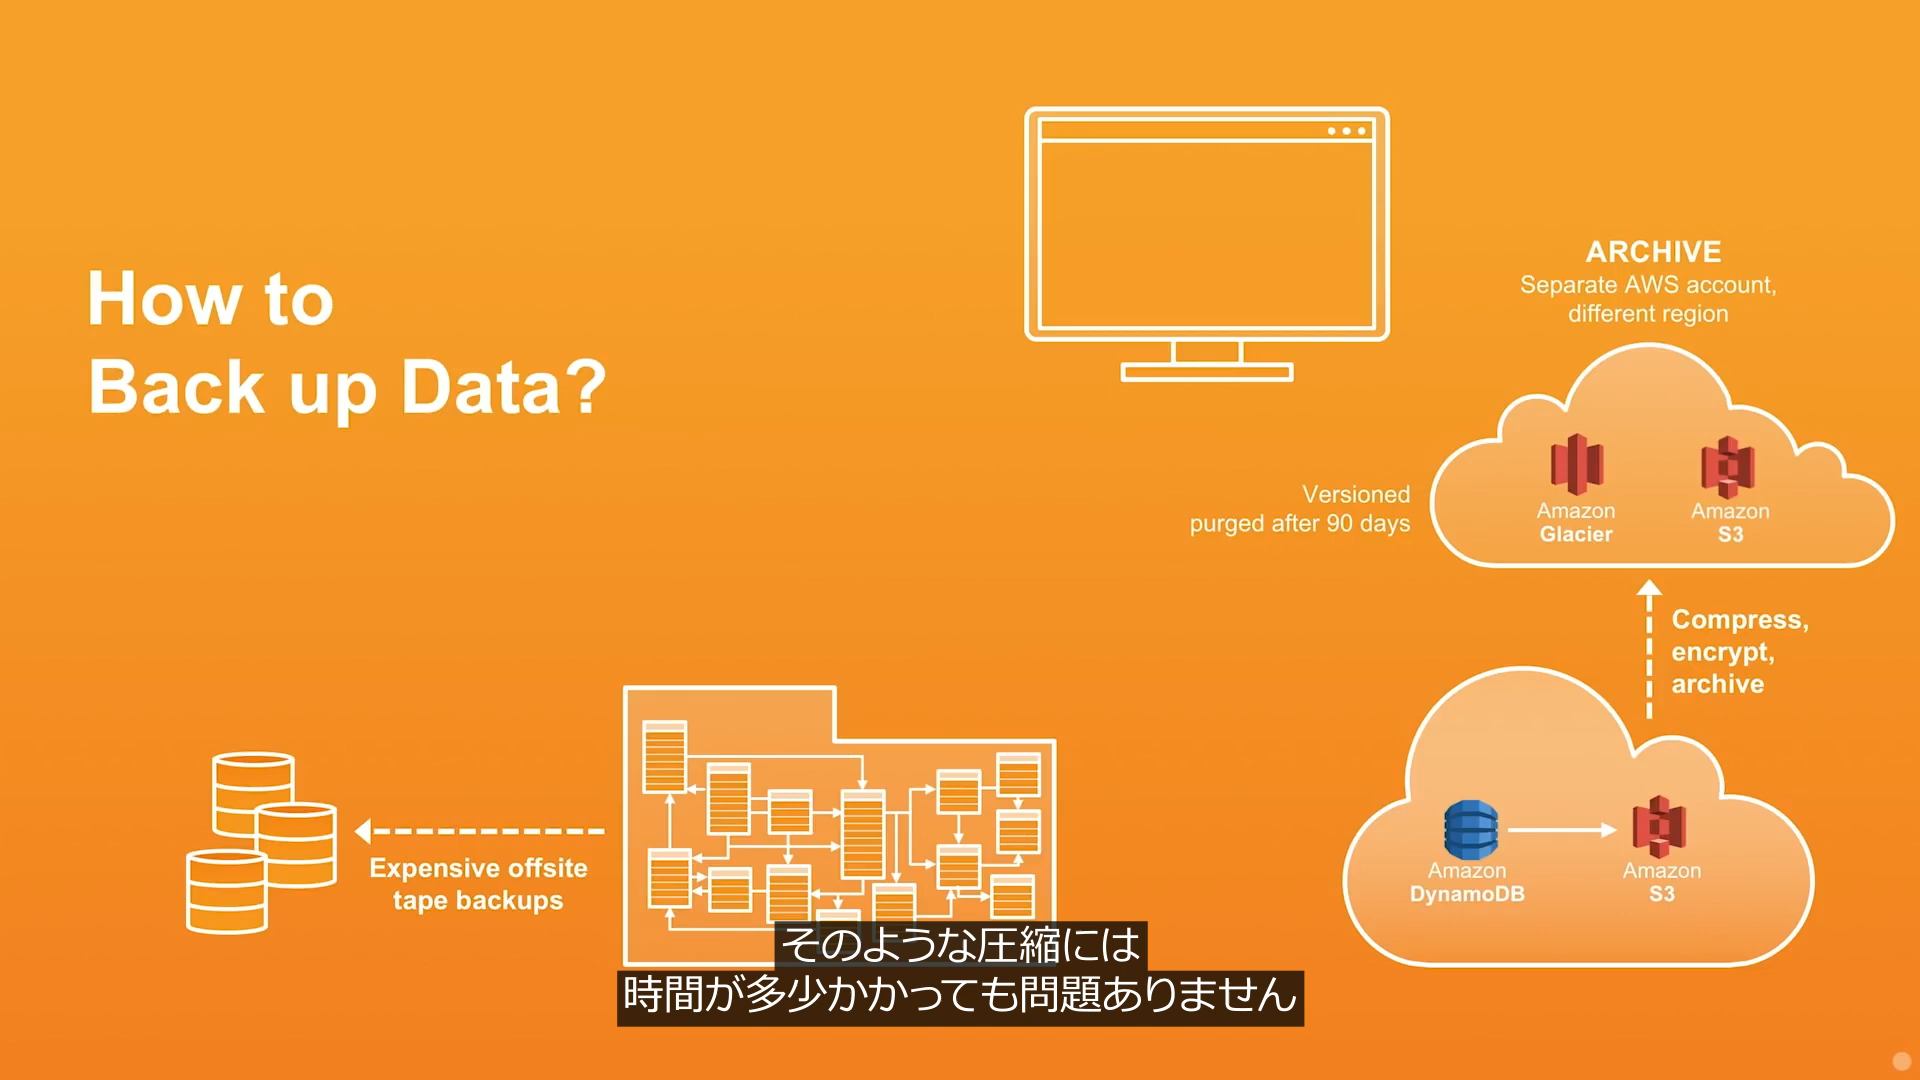 How to
Back up Data?
ARCHIVE
Separate AWS account,
different region
Versioned
purged after 90 days
Amazon
Glacier
Amazon
S3
Compress,
encrypt,
archive
Expensive offsite
tape backups
Amazon
DynamoDB
Amazon
S3
そのような圧縮には
時間が多少かかっても問題ありません